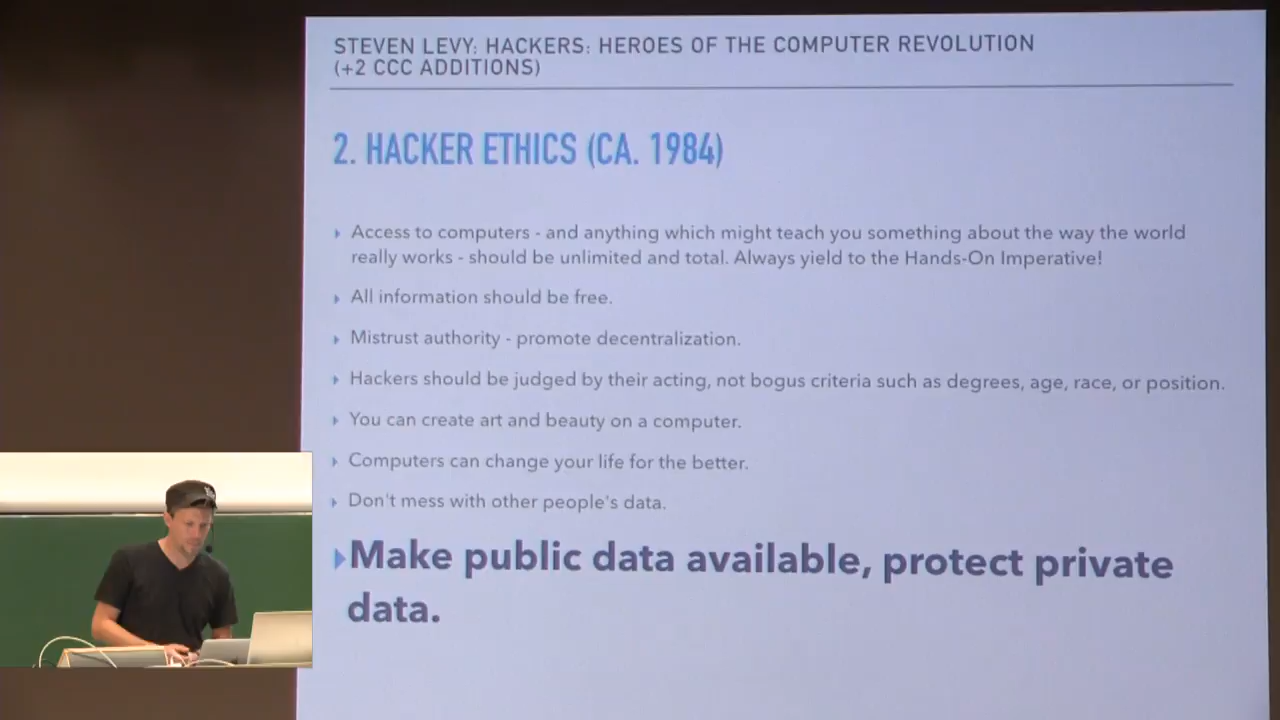 STEVEN LEVY: HACKERS: HEROES OF THE COMPUTER REVOLUTION
(+2 CCC ADDITIONS)
2. HACKER ETHICS (CA. 1984)
Access to computers - and anything which might teach you something about the way the world
really works - should be unlimited and total. Always yield to the Hands-On Imperative!
All information should be free.
Mistrust authority - promote decentralization.
Hackers should be judged by their acting, not bogus criteria such as degrees, age, race, or position.
You can create art and beauty on a computer.
Computers can change your life for the better.
Don't mess with other people's data.
Make public data available, protect private
data.